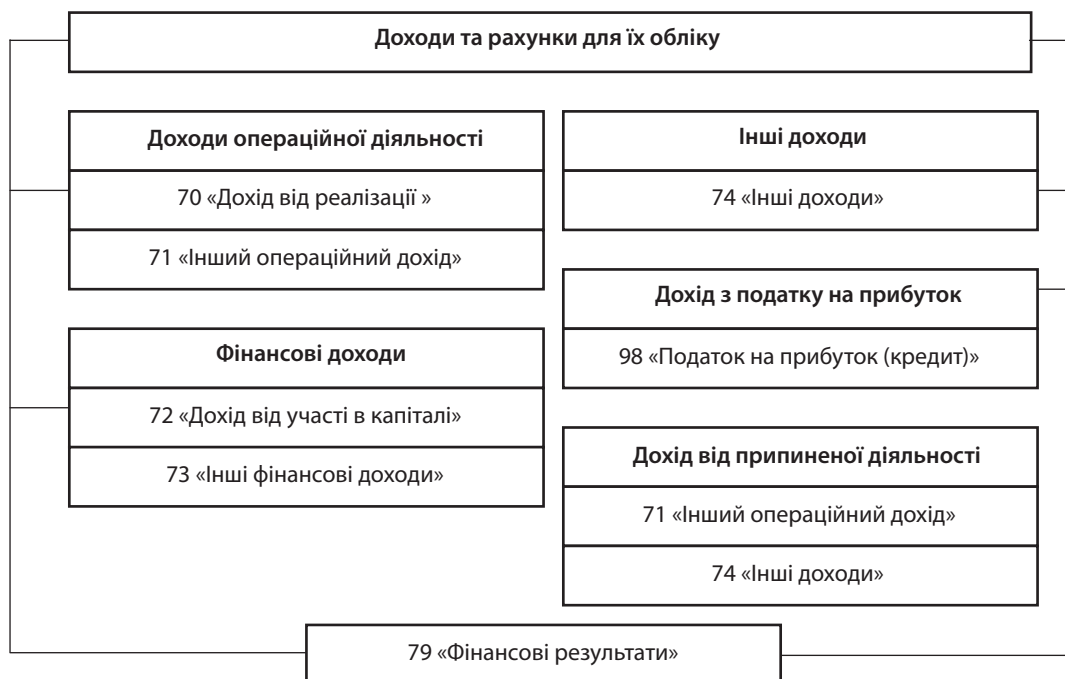 Доходи та рахунки для їх обліку
Доходи операційної діяльності
70 «Дохід від реалізації »
71 «Інший операційний дохід»
Фінансові доходи
72 «Дохід від участі в капіталі»
73 «Інші фінансові доходи»
Інші доходи
74 «Інші доходи»
Дохід з податку на прибуток
98 «Податок на прибуток (кредит)»
Дохід від припиненої діяльності
71 «Інший операційний дохід»
74 «Інші доходи»
79 «Фінансові результати»